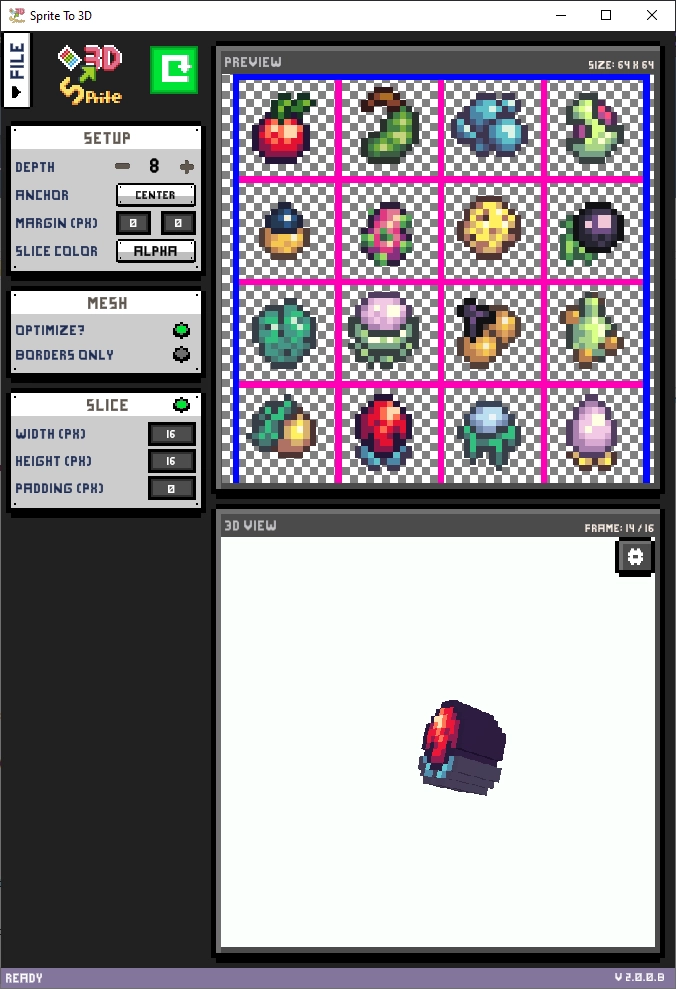 Sprite To 3D
FILE
3D
Sprite
SETUP
DEPTH - 8 +
ANCHOR CENTER
MARGIN (PX) 0 0
SLICE COLOR ALPHA
MESH
OPTIMIZE?
BORDERS ONLY
SLICE
WIDTH (PX) 16
HEIGHT (PX) 16
PADDING (PX) 0
PREVIEW SIZE: 64 X 64
3D VIEW FRAME: 14/16
READY V 2.0.0.B